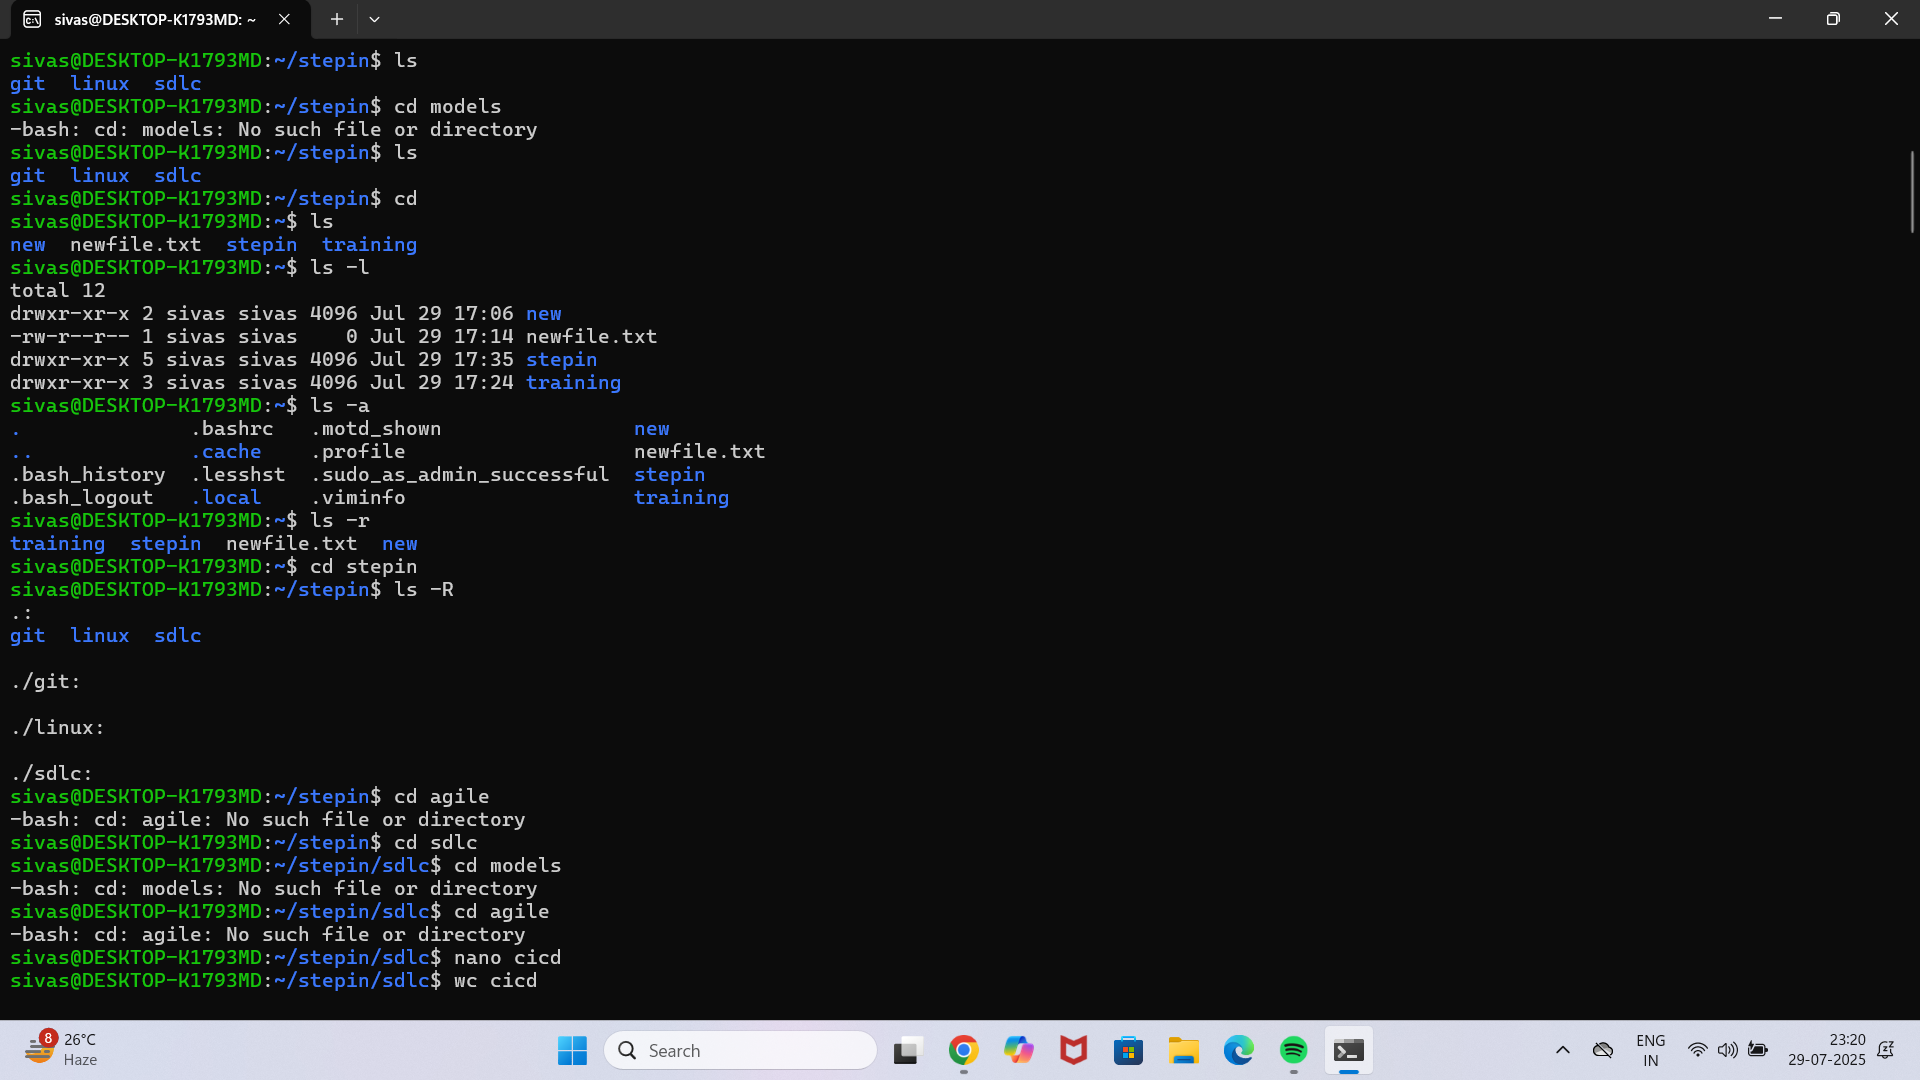 sivas@DESKTOP-K1793MD: ~
sivas@DESKTOP-K1793MD:~/stepin$ ls
git  linux  sdlc
sivas@DESKTOP-K1793MD:~/stepin$ cd models
-bash: cd: models: No such file or directory
sivas@DESKTOP-K1793MD:~/stepin$ ls
git  linux  sdlc
sivas@DESKTOP-K1793MD:~/stepin$ cd
sivas@DESKTOP-K1793MD:~$ ls
new  newfile.txt  stepin  training
sivas@DESKTOP-K1793MD:~$ ls -l
total 12
drwxr-xr-x 2 sivas sivas 4096 Jul 29 17:06 new
-rw-r--r-- 1 sivas sivas    0 Jul 29 17:14 newfile.txt
drwxr-xr-x 5 sivas sivas 4096 Jul 29 17:35 stepin
drwxr-xr-x 3 sivas sivas 4096 Jul 29 17:24 training
sivas@DESKTOP-K1793MD:~$ ls -a
.              .bashrc   .motd_shown                new
..             .cache    .profile                   newfile.txt
.bash_history  .lesshst  .sudo_as_admin_successful  stepin
.bash_logout   .local    .viminfo                   training
sivas@DESKTOP-K1793MD:~$ ls -r
training  stepin  newfile.txt  new
sivas@DESKTOP-K1793MD:~$ cd stepin
sivas@DESKTOP-K1793MD:~/stepin$ ls -R
.:
git  linux  sdlc
./git:
./linux:
./sdlc:
sivas@DESKTOP-K1793MD:~/stepin$ cd agile
-bash: cd: agile: No such file or directory
sivas@DESKTOP-K1793MD:~/stepin$ cd sdlc
sivas@DESKTOP-K1793MD:~/stepin/sdlc$ cd models
-bash: cd: models: No such file or directory
sivas@DESKTOP-K1793MD:~/stepin/sdlc$ cd agile
-bash: cd: agile: No such file or directory
sivas@DESKTOP-K1793MD:~/stepin/sdlc$ nano cicd
sivas@DESKTOP-K1793MD:~/stepin/sdlc$ wc cicd
8
26°C
Haze
Search
ENG
IN
23:20
29-07-2025